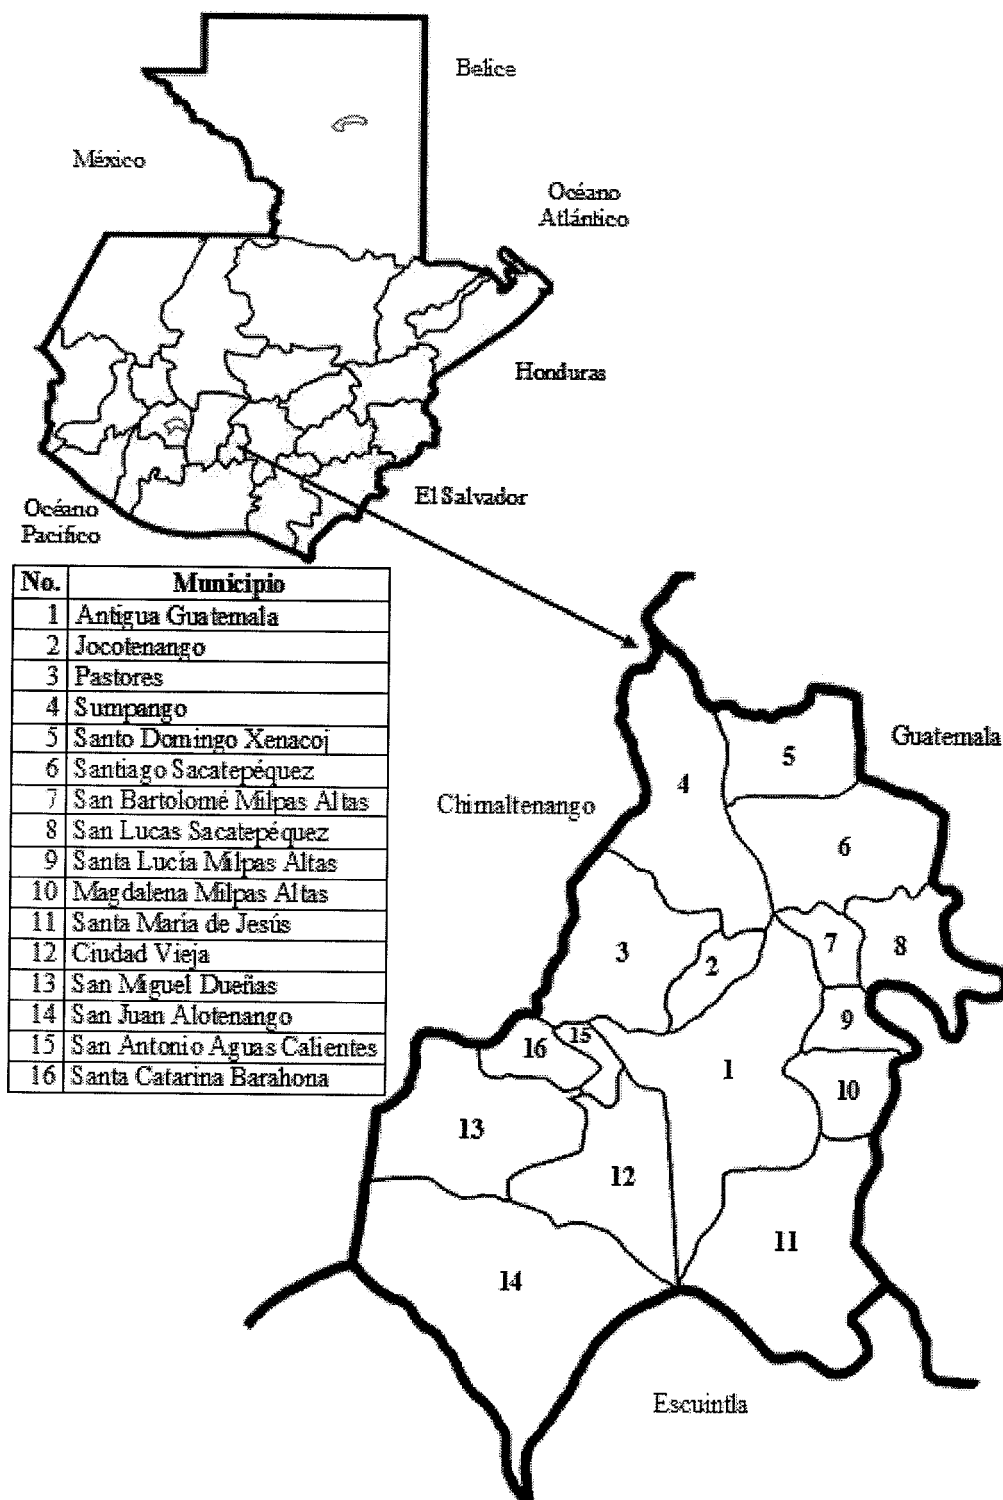 Belice
México
Océano
Atlántico
Honduras
El Salvador
Océano
Pacifico
No. Municipio
1 Antigua Guatemala
2 Jocotenango
3 Pastores
4 Sumpango
5 Santo Domingo Xenacoj
6 Santiago Sacatepéquez
7 San Bartolomé Milpas Altas
8 San Lucas Sacatepéquez
9 Santa Lucía Milpas Altas
10 Magdalena Milpas Altas
11 Santa María de Jesús
12 Ciudad Vieja
13 San Miguel Dueñas
14 San Juan Alotenango
15 San Antonio Aguas Calientes
16 Santa Catarina Barahona
Guatemala
5
4
Chimaltenango
6
7
8
3
2
9
15
16
1
10
13
12
11
14
Escuintla